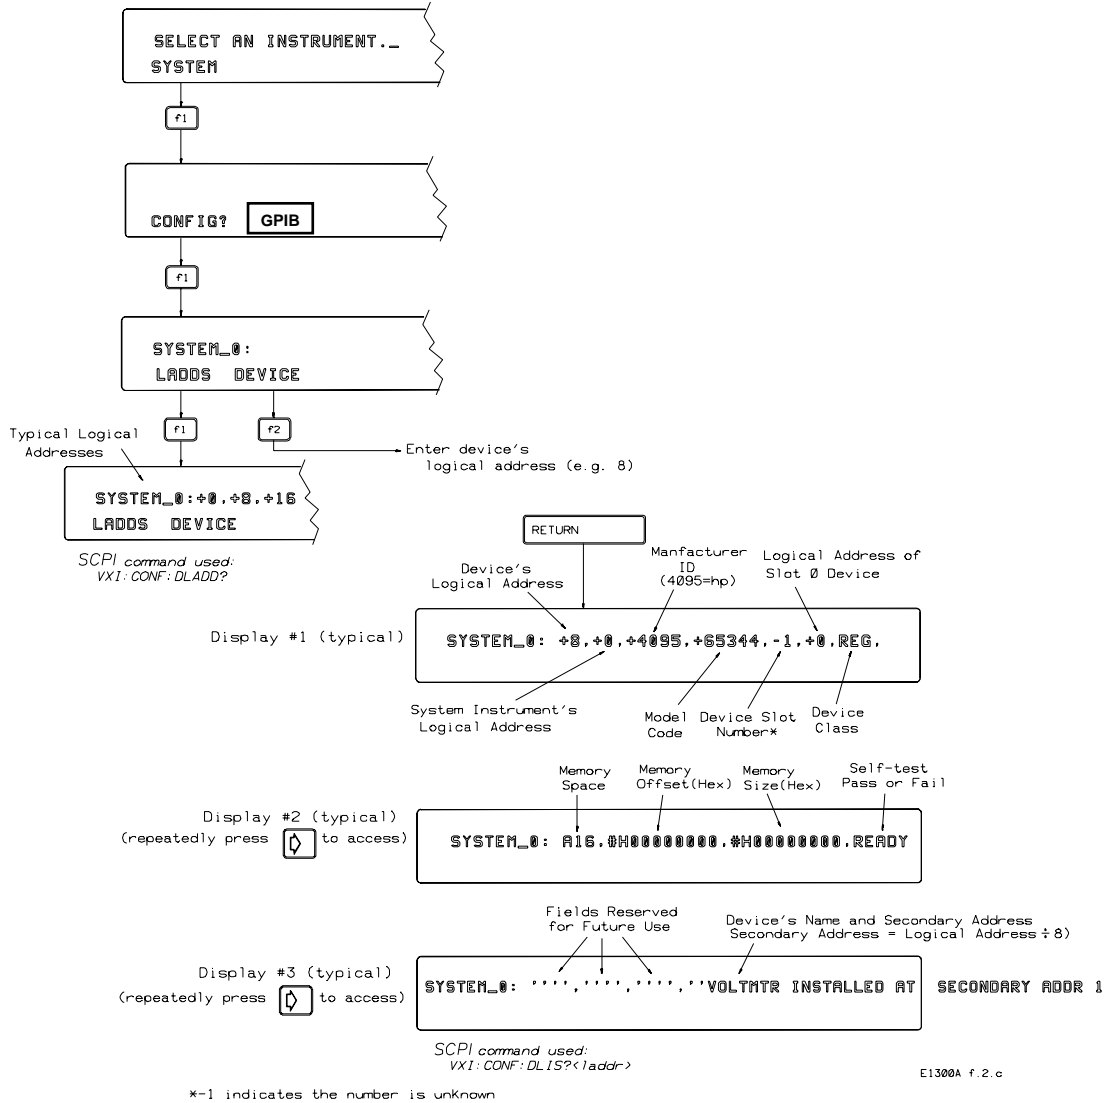 SELECT AN INSTRUMENT._
SYSTEM
f1
CONFIG? GPIB
f1
SYSTEM_0:
LADDS DEVICE
f1 f2
Typical Logical
Addresses
Enter device's
logical address (e.g. 8)
SYSTEM_0:+0,+8,+16
LADDS DEVICE
SCPI command used:
VXI:CONF:DLADD?
RETURN
Device's
Logical Address
Manfacturer
ID
(4095=hp)
Logical Address of
Slot 0 Device
Display #1 (typical)
SYSTEM_0: +8,+0,+4095,+65344,-1,+0,REG,
System Instrument's
Logical Address
Model
Code
Device Slot
Number*
Device
Class
Memory
Space
Memory
Offset(Hex)
Memory
Size(Hex)
Self-test
Pass or Fail
Display #2 (typical)
(repeatedly press to access)
SYSTEM_0: A16,#H00000000,#H00000000,READY
Fields Reserved
for Future Use
Device's Name and Secondary Address
Secondary Address = Logical Address÷8)
Display #3 (typical)
(repeatedly press to access)
SYSTEM_0: '''','''','''',''VOLTMTR INSTALLED AT SECONDARY ADDR 1
SCPI command used:
VXI:CONF:DLIS?<laddr>
E1300A f.2.c
*-1 indicates the number is unknown